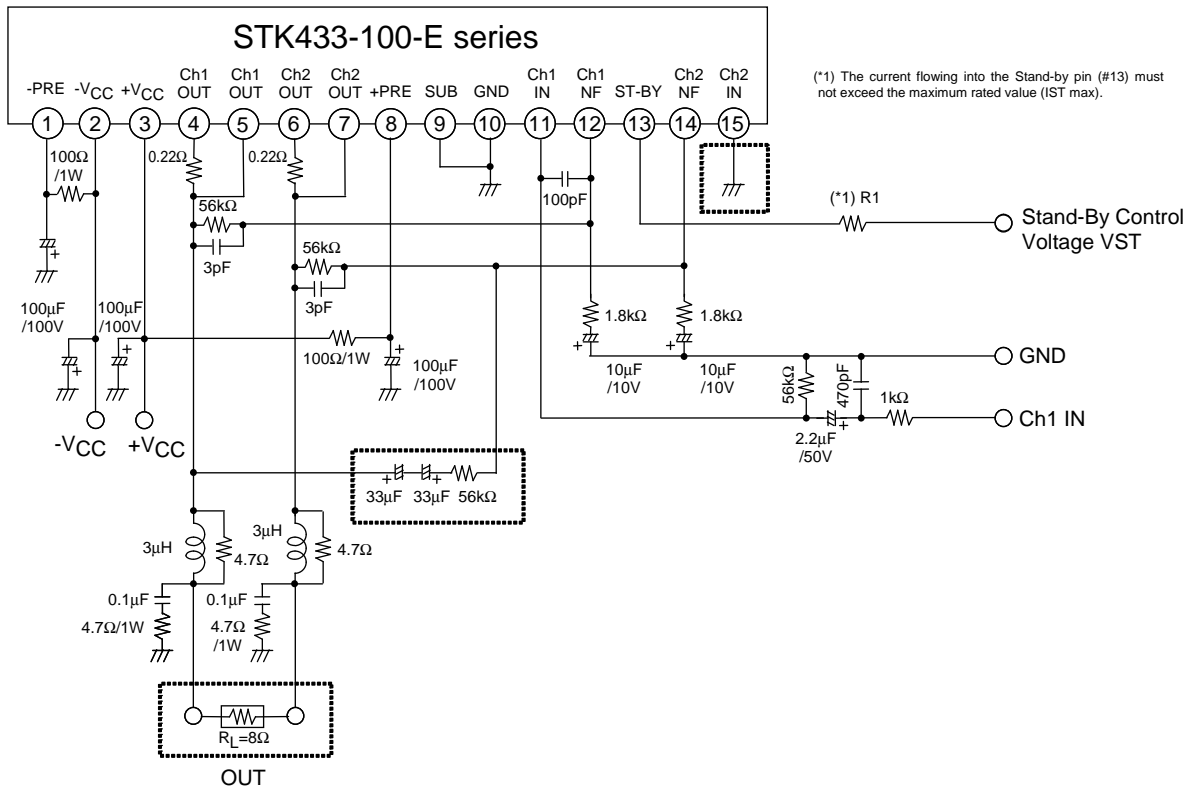 STK433-100-E series
-PRE
-VCC
+VCC
Ch1
OUT
Ch1
OUT
Ch2
OUT
Ch2
OUT
+PRE
SUB
GND
Ch1
IN
Ch1
NF
ST-BY
Ch2
NF
Ch2
IN
1
2
3
4
5
6
7
8
9
10
11
12
13
14
15
(*1) The current flowing into the Stand-by pin (#13) must
not exceed the maximum rated value (IST max).
100Ω
/1W
0.22Ω
0.22Ω
100pF
(*1) R1
Stand-By Control
Voltage VST
56kΩ
3pF
56kΩ
3pF
+
100µF
/100V
100µF
/100V
+
+
100Ω/1W
+
100µF
/100V
1.8kΩ
1.8kΩ
+
+
10µF
/10V
10µF
/10V
GND
56kΩ
470pF
1kΩ
Ch1 IN
+
2.2µF
/50V
-VCC
+VCC
+
+
33µF
33µF
56kΩ
3µH
4.7Ω
3µH
4.7Ω
0.1µF
4.7Ω/1W
0.1µF
4.7Ω
/1W
RL=8Ω
OUT